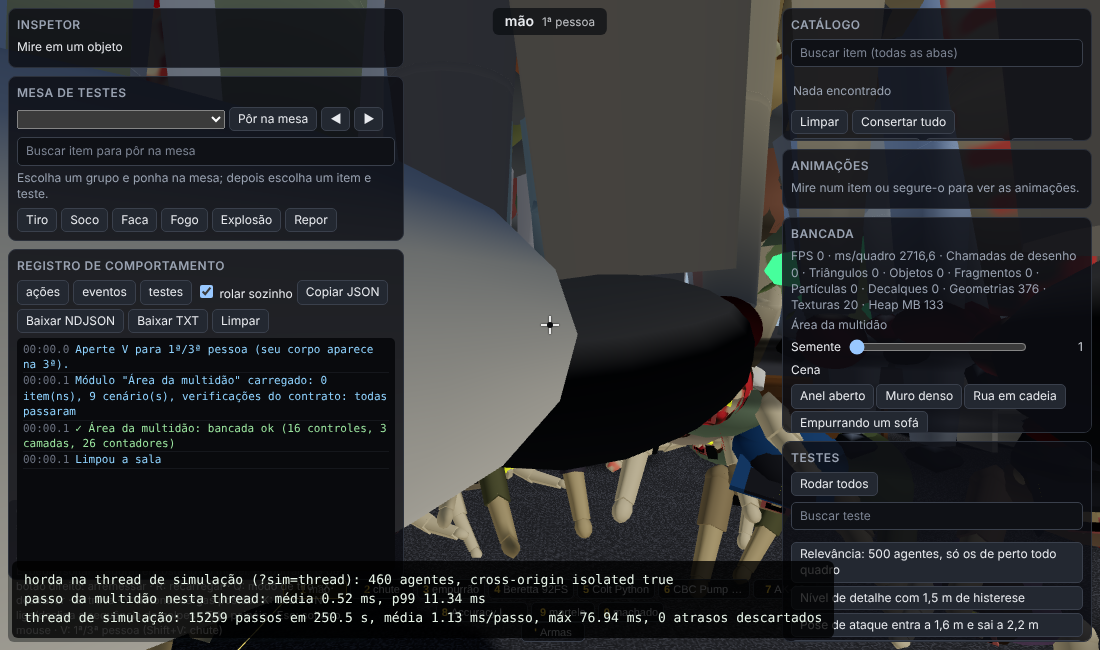 INSPETOR
Mire em um objeto
MESA DE TESTES
Pôr na mesa
◀
▶
Buscar item para pôr na mesa
Escolha um grupo e ponha na mesa; depois escolha um item e
teste.
Tiro
Soco
Faca
Fogo
Explosão
Repor
REGISTRO DE COMPORTAMENTO
ações
eventos
testes
rolar sozinho
Copiar JSON
Baixar NDJSON
Baixar TXT
Limpar
00:00.0 Aperte V para 1ª/3ª pessoa (seu corpo aparece
na 3ª).
00:00.1 Módulo "Área da multidão" carregado: 0
item(ns), 9 cenário(s), verificações do contrato: todas
passaram
00:00.1 ✓ Área da multidão: bancada ok (16 controles, 3
camadas, 26 contadores)
00:00.1 Limpou a sala
mão 1ª pessoa
CATÁLOGO
Buscar item (todas as abas)
Nada encontrado
Limpar
Consertar tudo
ANIMAÇÕES
Mire num item ou segure-o para ver as animações.
BANCADA
FPS 0 · ms/quadro 2716,6 · Chamadas de desenho
0 · Triângulos 0 · Objetos 0 · Fragmentos 0 ·
Partículas 0 · Decalques 0 · Geometrias 376 ·
Texturas 20 · Heap MB 133
Área da multidão
Semente 1
Cena
Anel aberto
Muro denso
Rua em cadeia
Empurrando um sofá
TESTES
Rodar todos
Buscar teste
Relevância: 500 agentes, só os de perto todo
quadro
Nível de detalhe com 1,5 m de histerese
Pose de ataque entra a 1,6 m e sai a 2,2 m
horda na thread de simulação (?sim=thread): 460 agentes, cross-origin isolated true
passo da multidão nesta thread: média 0.52 ms, p99 11.34 ms
thread de simulação: 15259 passos em 250.5 s, média 1.13 ms/passo, máx 76.94 ms, 0 atrasos descartados
4 Beretta 92FS
5 Colt Python
6 CBC Pump ...
7 A
Armas
mouse · V: 1ª/3ª pessoa (Shift+V: chute)